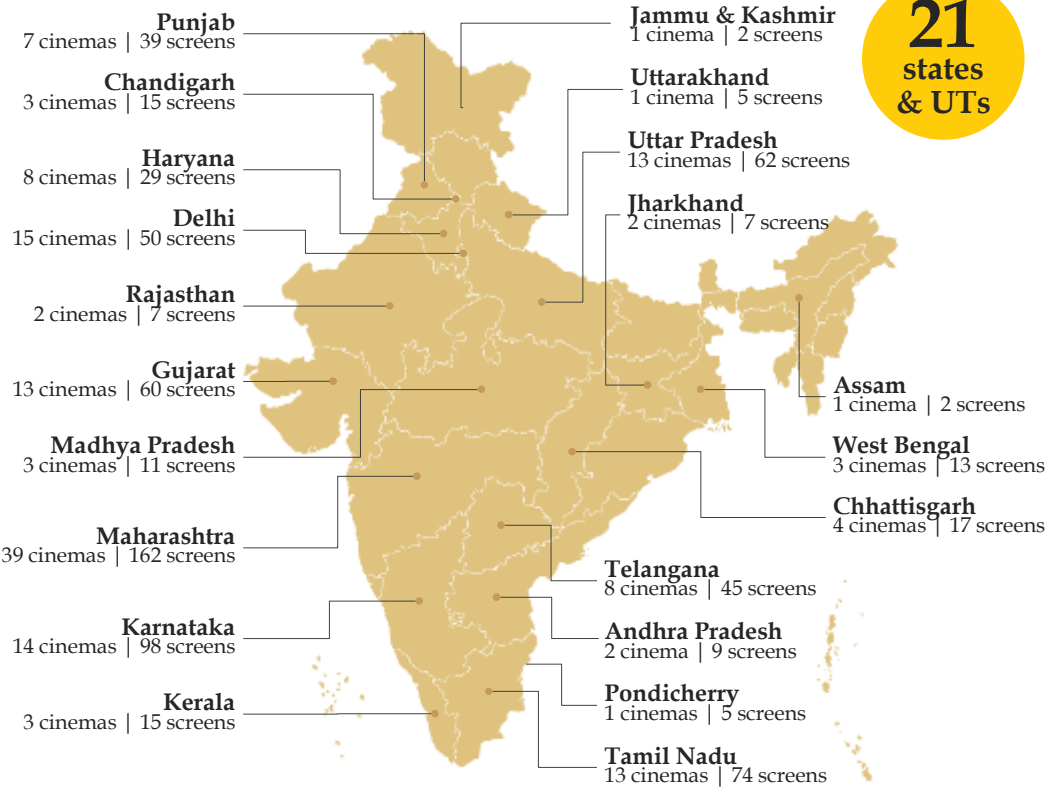 Punjab
7 cinemas | 39 screens
Chandigarh
3 cinemas | 15 screens
Haryana
8 cinemas | 29 screens
Delhi
15 cinemas | 50 screens
Rajasthan
2 cinemas | 7 screens
Gujarat
13 cinemas | 60 screens
Madhya Pradesh
3 cinemas | 11 screens
Maharashtra
39 cinemas | 162 screens
Karnataka
14 cinemas | 98 screens
Kerala
3 cinemas | 15 screens
Jammu & Kashmir
1 cinema | 2 screens
Uttarakhand
1 cinema | 5 screens
Uttar Pradesh
13 cinemas | 62 screens
Jharkhand
2 cinemas | 7 screens
21
states
& UTs
Assam
1 cinema | 2 screens
West Bengal
3 cinemas | 13 screens
Chhattisgarh
4 cinemas | 17 screens
Telangana
8 cinemas | 45 screens
Andhra Pradesh
2 cinema | 9 screens
Pondicherry
1 cinemas | 5 screens
Tamil Nadu
13 cinemas | 74 screens